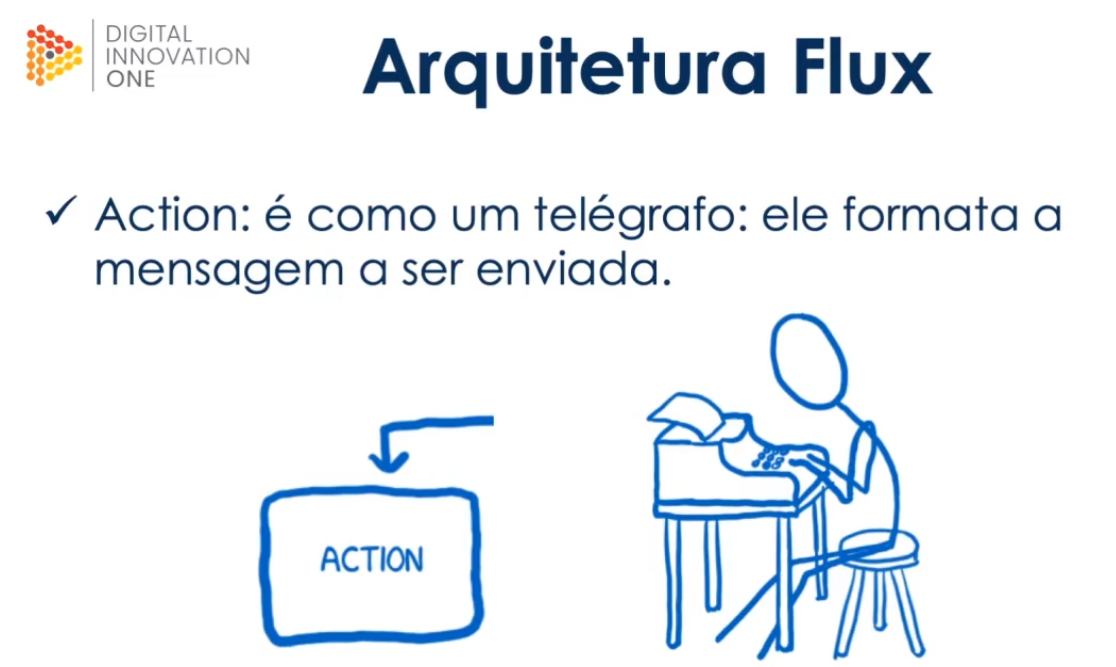 DIGITAL
INNOVATION
ONE
Arquitetura Flux
✓ Action: é como um telégrafo: ele formata a
mensagem a ser enviada.
ACTION